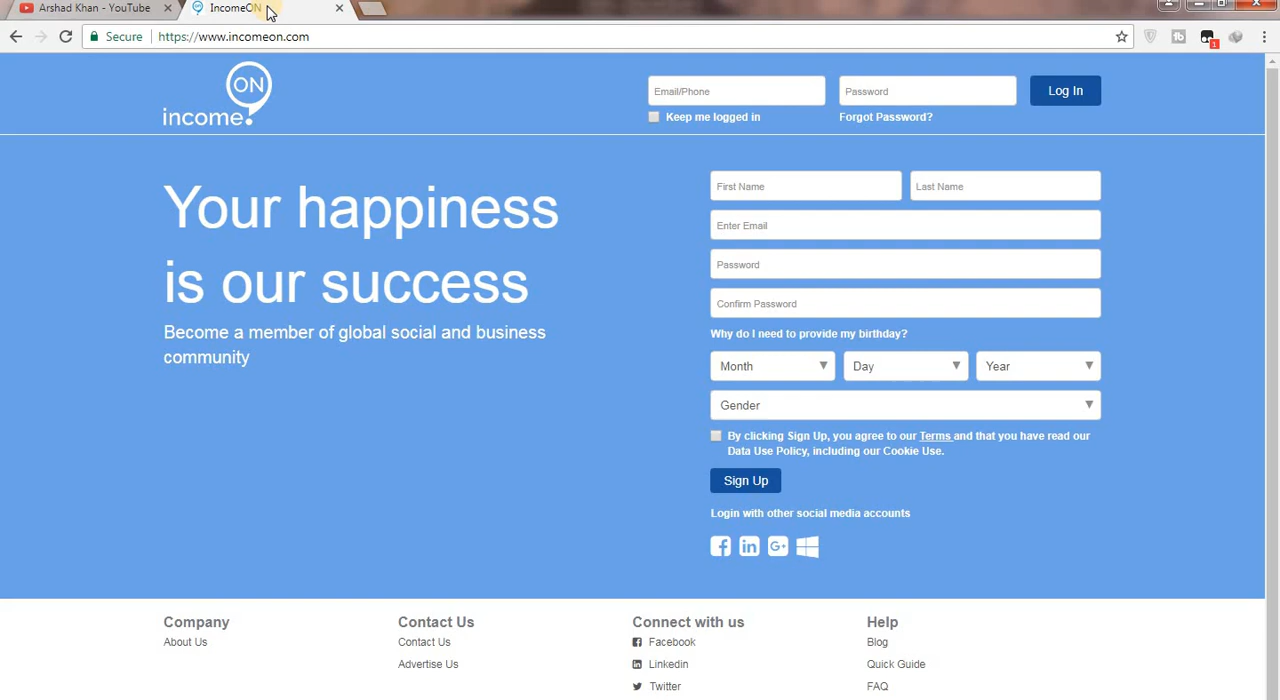 Arshad Khan - YouTube
IncomeON
Secure
https://www.incomeon.com
1
ON
income
Email/Phone
Password
Log In
Keep me logged in
Forgot Password?
Your happiness
is our success
Become a member of global social and business
community
First Name
Last Name
Enter Email
Password
Confirm Password
Why do I need to provide my birthday?
Month
Day
Year
Gender
By clicking Sign Up, you agree to our Terms and that you have read our
Data Use Policy, including our Cookie Use.
Sign Up
Login with other social media accounts
Company
About Us
Contact Us
Contact Us
Advertise Us
Connect with us
Facebook
Linkedin
Twitter
Help
Blog
Quick Guide
FAQ